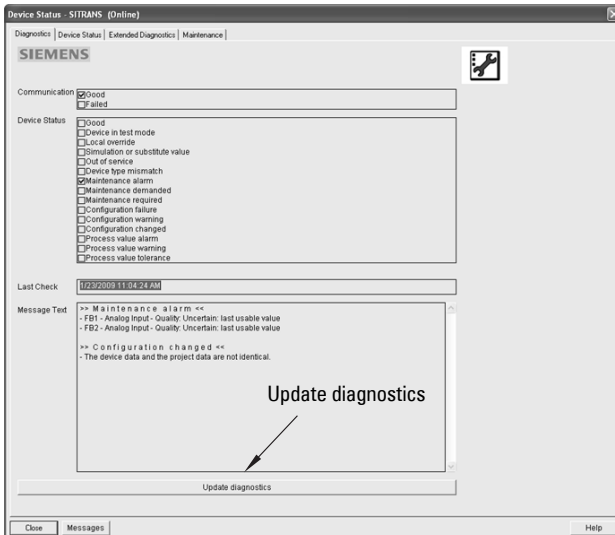 Device Status - SITRANS (Online)
Diagnostics | Device Status | Extended Diagnostics | Maintenance |
SIEMENS
Communication
Good
Failed
Device Status
Good
Device in test mode
Local override
Simulation or substitute value
Out of service
Device type mismatch
Maintenance alarm
Maintenance demanded
Maintenance required
Configuration failure
Configuration warning
Configuration changed
Process value alarm
Process value warning
Process value tolerance
Last Check
1/23/2009 11:04:24 AM
Message Text
>> Maintenance alarm <<
- FB1 - Analog Input - Quality: Uncertain: last usable value
- FB2 - Analog Input - Quality: Uncertain: last usable value
>> Configuration changed <<
- The device data and the project data are not identical.
Update diagnostics
Update diagnostics
Close
Messages
Help